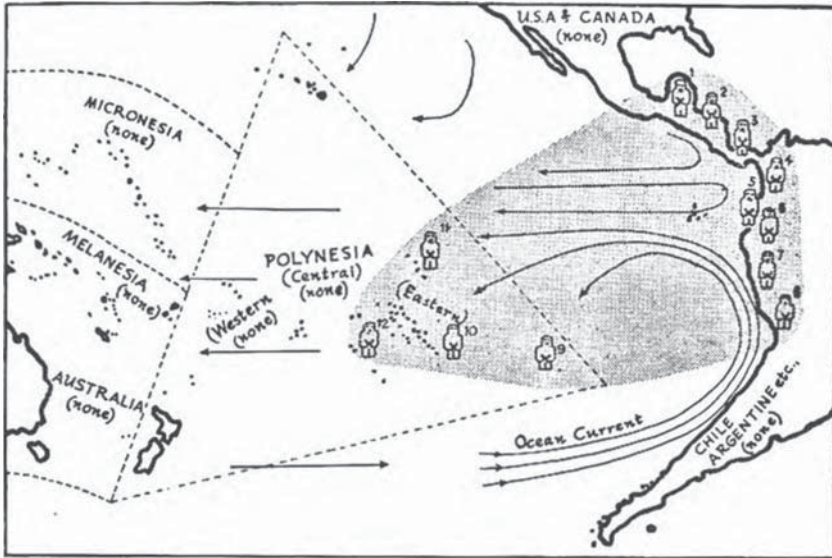 U.S.A & CANADA
(none)
MICRONESIA
(none)
MELANESIA
(none)
POLYNESIA
(Central)
(none)
(Western)
(none)
(Eastern)
AUSTRALIA
(none)
Ocean Current
CHILE
ARGENTINE etc.,
(none)
1
2
3
4
5
6
7
8
9
10
11
12